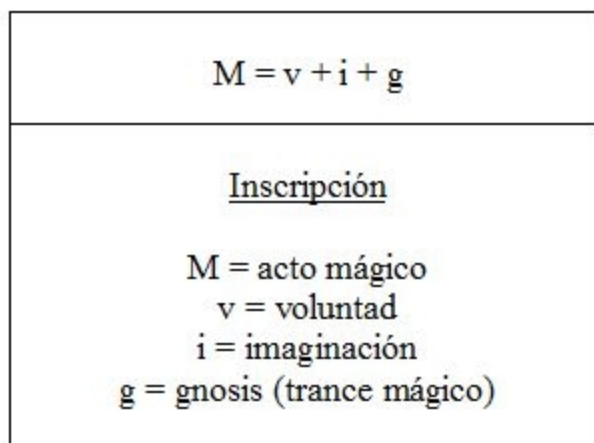 M = v + i + g
Inscripción
M = acto mágico
v = voluntad
i = imaginación
g = gnosis (trance mágico)